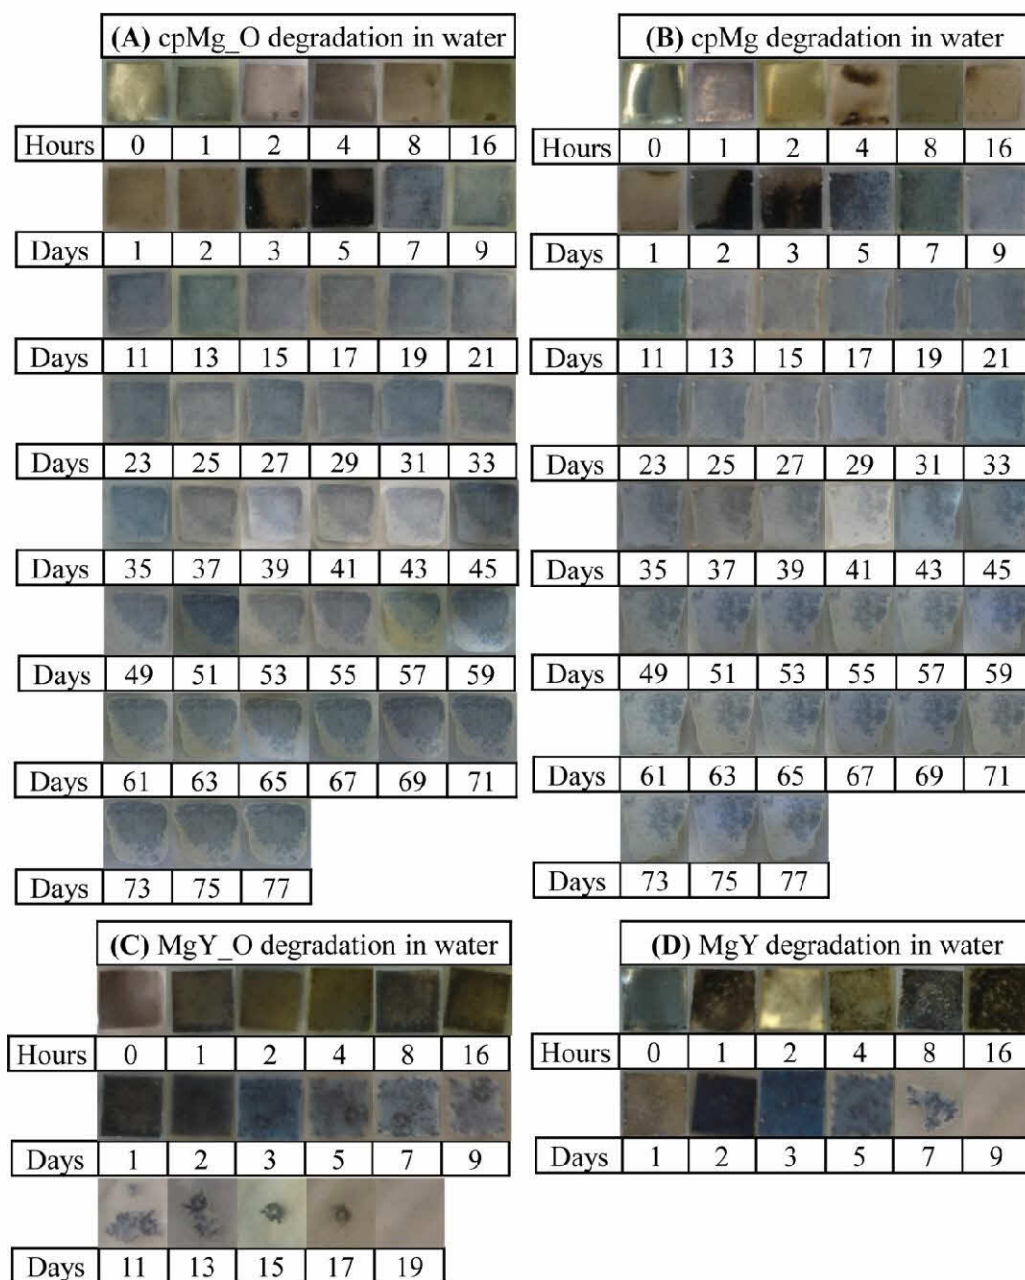 (A) cpMg_O degradation in water
Hours 0 1 2 4 8 16
Days 1 2 3 5 7 9
Days 11 13 15 17 19 21
Days 23 25 27 29 31 33
Days 35 37 39 41 43 45
Days 49 51 53 55 57 59
Days 61 63 65 67 69 71
Days 73 75 77
(B) cpMg degradation in water
Hours 0 1 2 4 8 16
Days 1 2 3 5 7 9
Days 11 13 15 17 19 21
Days 23 25 27 29 31 33
Days 35 37 39 41 43 45
Days 49 51 53 55 57 59
Days 61 63 65 67 69 71
Days 73 75 77
(C) MgY_O degradation in water
Hours 0 1 2 4 8 16
Days 1 2 3 5 7 9
Days 11 13 15 17 19
(D) MgY degradation in water
Hours 0 1 2 4 8 16
Days 1 2 3 5 7 9